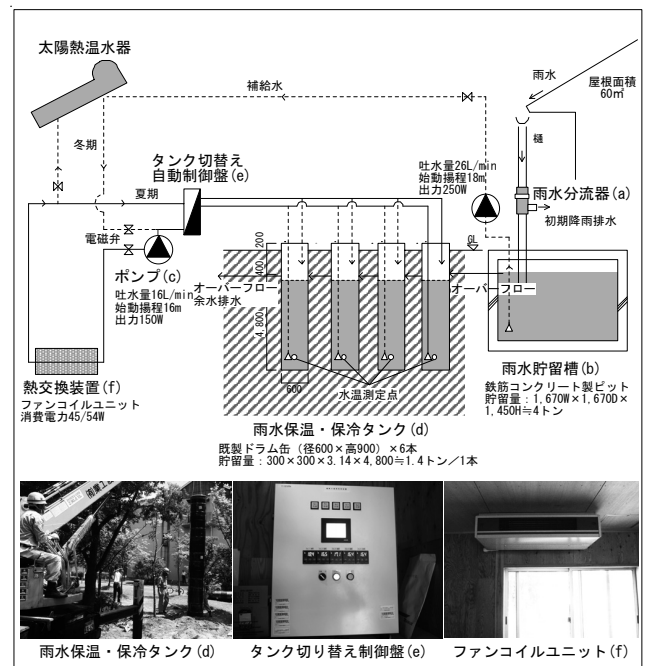 太陽熱温水器
補給水
雨水
屋根面積
60㎡
冬期
樋
タンク切替え
自動制御盤(e)
吐水量26L/min
始動揚程18m
出力250W
雨水分流器(a)
初期降雨排水
夏期
電磁弁
GL
ポンプ(c)
吐水量16L/min
始動揚程16m
出力150W
オーバーフロー
余水排水
200
400
4,800
600
オーバーフロー
水温測定点
雨水貯留槽(b)
鉄筋コンクリート製ピット
貯留量:1,670W×1,670D×
1,450H≒4トン
熱交換装置(f)
ファンコイルユニット
消費電力45/54W
雨水保温・保冷タンク(d)
既製ドラム缶(径600×高900)×6本
貯留量:300×300×3.14×4,800≒1.4トン/1本
雨水保温・保冷タンク(d)
タンク切り替え制御盤(e)
ファンコイルユニット(f)